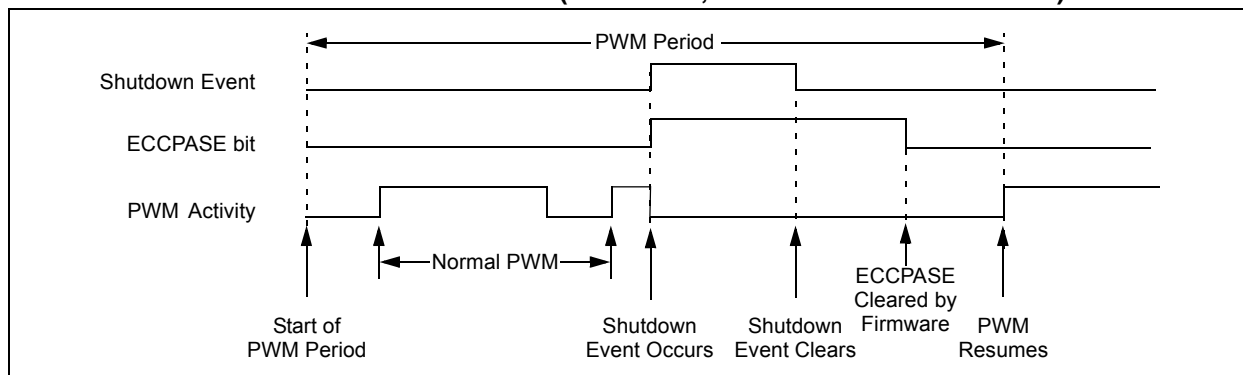 PWM Period
Shutdown Event
ECCPASE bit
PWM Activity
Normal PWM
Start of
PWM Period
Shutdown
Event Occurs
Shutdown
Event Clears
ECCPASE
Cleared by
Firmware
PWM
Resumes